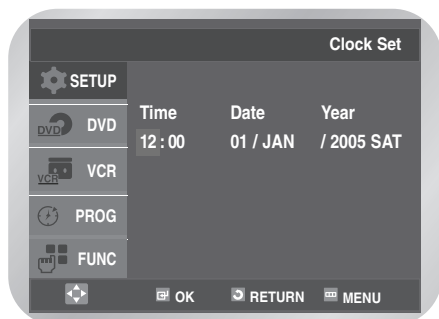 Clock Set
SETUP
DVD DVD
VCR VCR
PROG
FUNC
Time Date Year
12 : 00 01 / JAN / 2005 SAT
OK RETURN MENU